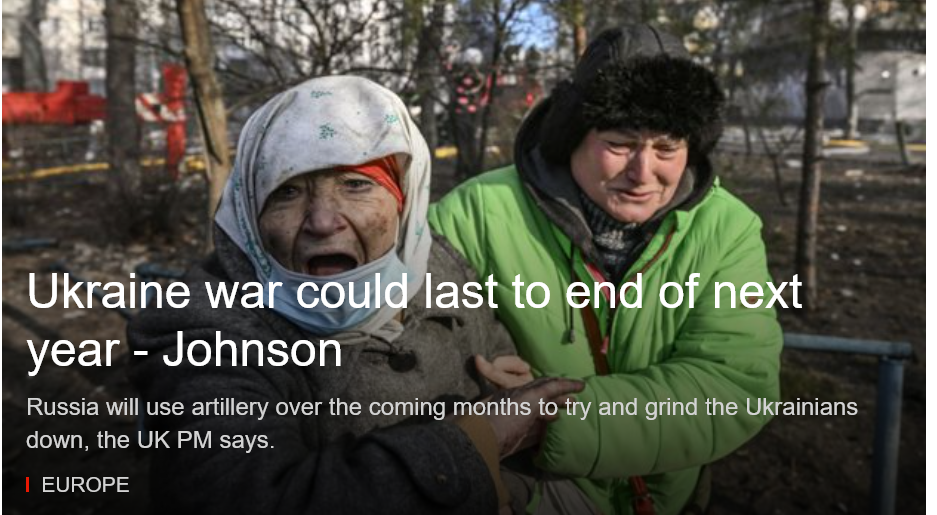 Ukraine war could last to end of next
year - Johnson
Russia will use artillery over the coming months to try and grind the Ukrainians
down, the UK PM says.
EUROPE